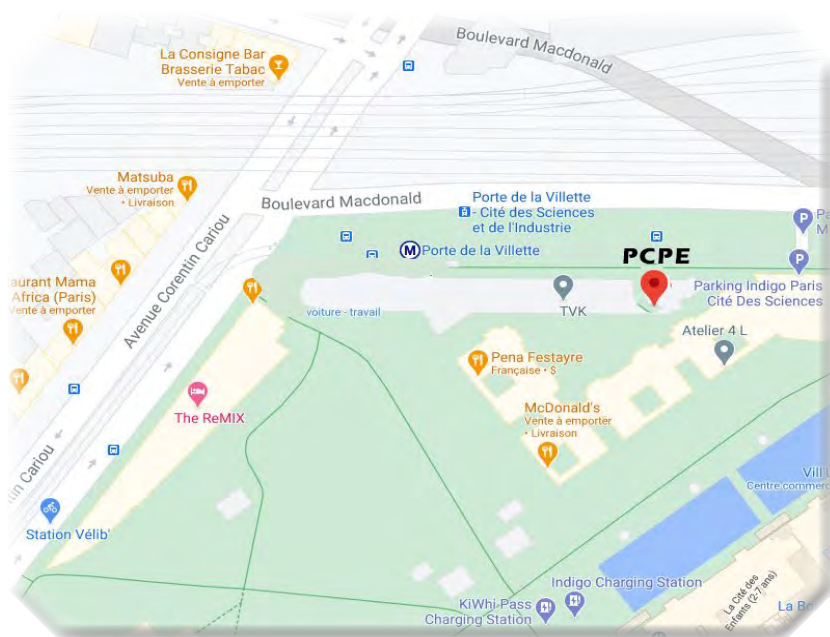 La Consigne Bar
Brasserie Tabac
Vente à emporter
Boulevard Macdonald
Matsuba
Vente à emporter
• Livraison
Boulevard Macdonald
Porte de la Villette
- Cité des Sciences
et de l'Industrie
M
Porte de la Villette
P
Pa
M
PCPE
P
aurant Mama
Africa (Paris)
Vente à emporter
Avenue Corentin Cariou
voiture - travail
TVK
Parking Indigo Paris
Cité Des Sciences
Atelier 4 L
Pena Festayre
Française • $
The ReMIX
McDonald's
Vente à emporter
• Livraison
tin Cariou
Station Vélib'
Vill u
Centre commerc
Indigo Charging Station
KiWhi Pass
Charging Station
La Cité des
Enfants (2-7 ans)
La Bo